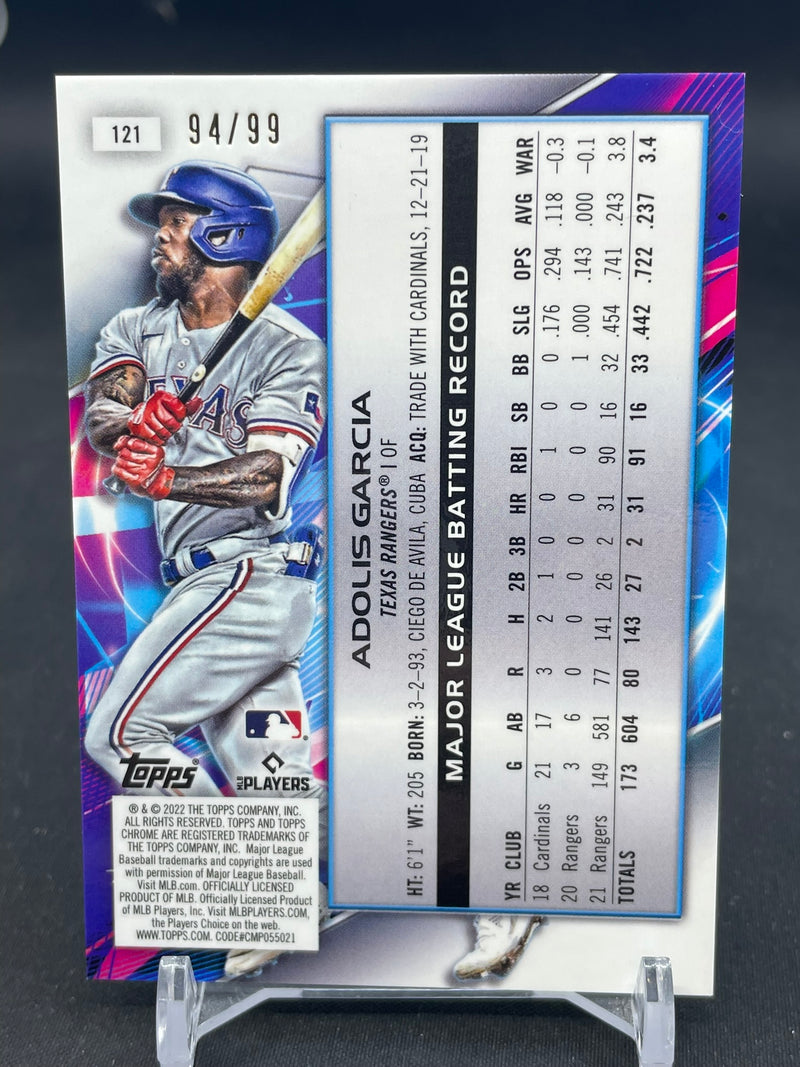 121
94/99
TEXAS
ADOLIS GARCIA
TEXAS RANGERS® | OF
HT: 6'1" WT: 205 BORN: 3-2-93, CIEGO DE AVILA, CUBA ACQ: TRADE WITH CARDINALS, 12-21-19
MAJOR LEAGUE BATTING RECORD
YR CLUB G AB R H 2B 3B HR RBI SB BB SLG OPS AVG WAR
18 Cardinals 21 17 3 2 1 0 0 1 0 0 .176 .294 .118 -0.3
20 Rangers 3 6 0 0 0 0 0 0 0 1 .000 .143 .000 -0.1
21 Rangers 149 581 77 141 26 2 31 90 16 32 .454 .741 .243 3.8
TOTALS 173 604 80 143 27 2 31 91 16 33 .442 .722 .237 3.4
topps
MLB PLAYERS
® & © 2022 THE TOPPS COMPANY, INC.
ALL RIGHTS RESERVED. TOPPS AND TOPPS
CHROME ARE REGISTERED TRADEMARKS OF
THE TOPPS COMPANY, INC. Major League
Baseball trademarks and copyrights are used
with permission of Major League Baseball.
Visit MLB.com. OFFICIALLY LICENSED
PRODUCT OF MLB. Officially Licensed Product
of MLB Players, Inc. Visit MLBPLAYERS.COM,
the Players Choice on the web.
WWW.TOPPS.COM. CODE#CMP055021